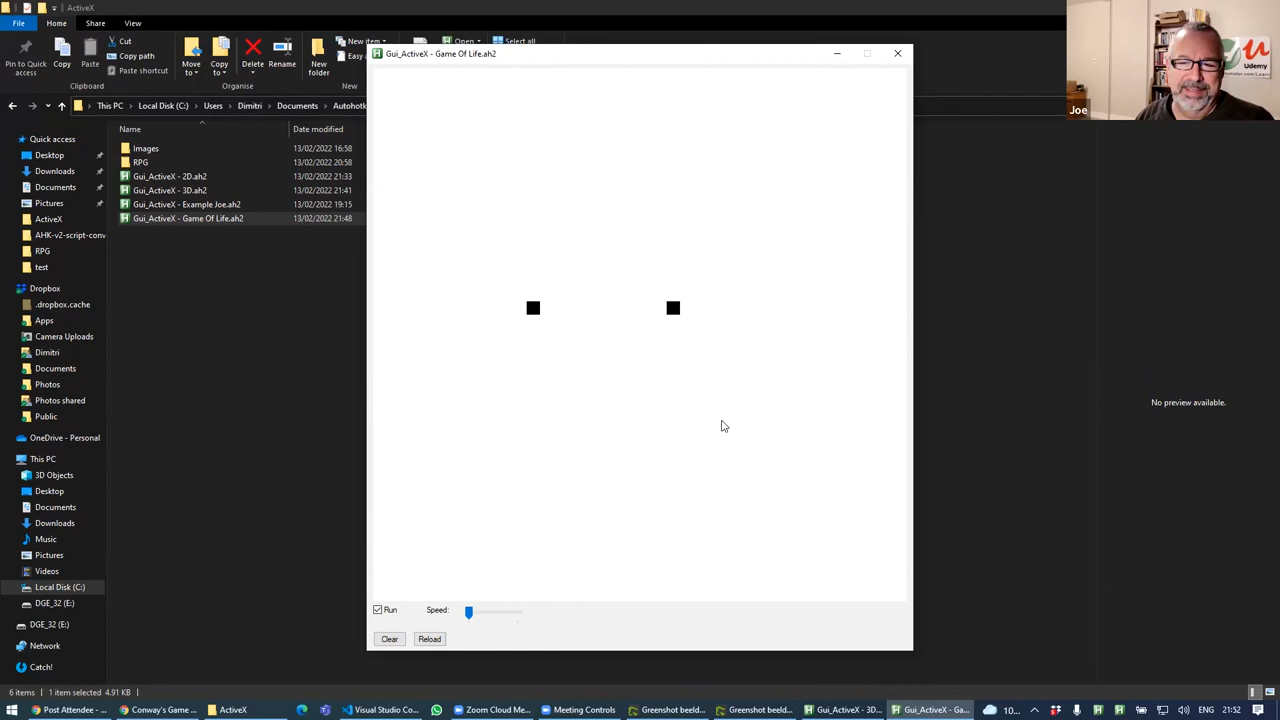 ActiveX
File
Home
Share
View
Pin to Quick access
Copy
Paste
Cut
Copy path
Paste shortcut
Clipboard
Move to
Copy to
Delete
Rename
Organise
New folder
New item
Easy
New
Open
Select all
This PC
Local Disk (C:)
Users
Dimitri
Documents
Autohotk
Name
Date modified
Images
13/02/2022 16:58
RPG
13/02/2022 20:58
Gui_ActiveX - 2D.ah2
13/02/2022 21:33
Gui_ActiveX - 3D.ah2
13/02/2022 21:41
Gui_ActiveX - Example Joe.ah2
13/02/2022 19:15
Gui_ActiveX - Game Of Life.ah2
13/02/2022 21:48
Quick access
Desktop
Downloads
Documents
Pictures
ActiveX
AHK-v2-script-conv
RPG
test
Dropbox
.dropbox.cache
Apps
Camera Uploads
Dimitri
Documents
Photos
Photos shared
Public
OneDrive - Personal
This PC
3D Objects
Desktop
Documents
Downloads
Music
Pictures
Videos
Local Disk (C:)
DGE_32 (E:)
DGE_32 (E:)
Network
Catch!
6 items
1 item selected 4.91 KB
Gui_ActiveX - Game Of Life.ah2
Run
Speed:
Clear
Reload
Udemy
Joe
No preview available.
Post Attendee - ...
Conway's Game ...
ActiveX
Visual Studio Co...
Zoom Cloud Me...
Meeting Controls
Greenshot beeld...
Greenshot beeld...
Gui_ActiveX - 3D...
Gui_ActiveX - Ga...
10...
ENG
21:52